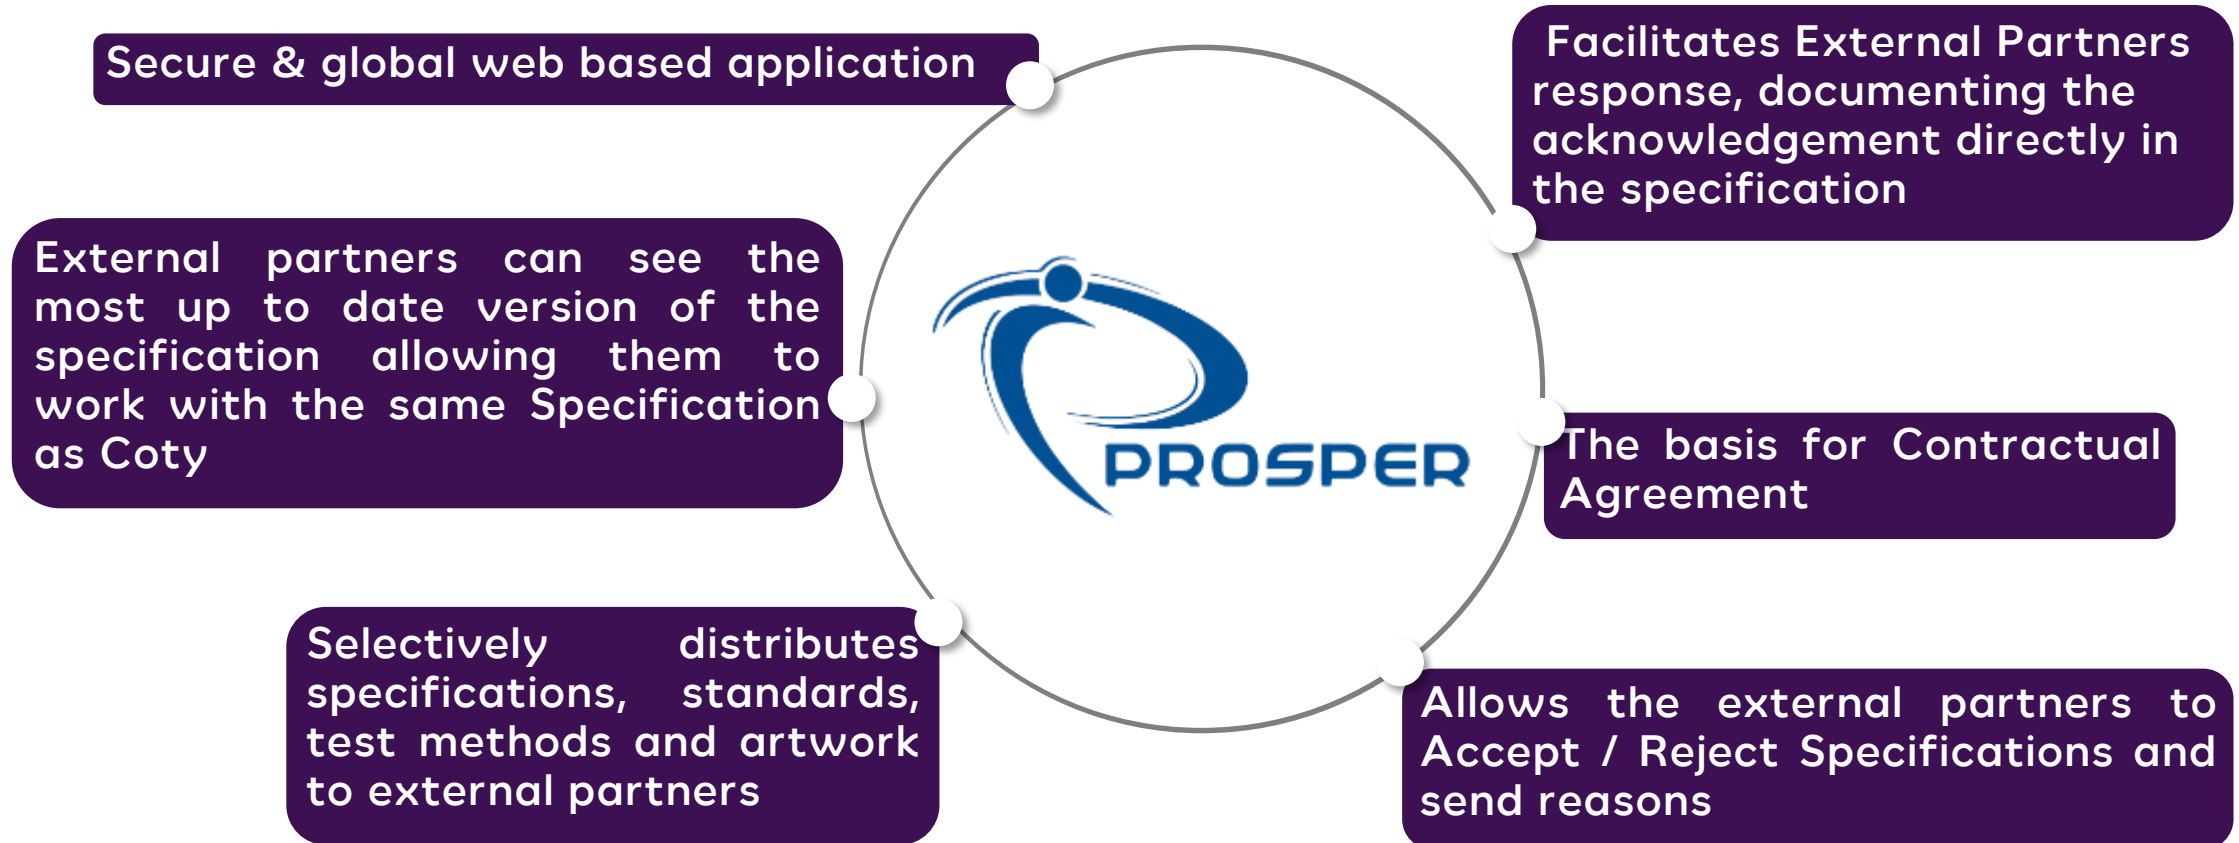 Secure & global web based application
External partners can see the
most up to date version of the
specification allowing them to
work with the same Specification
as Coty
Selectively distributes
specifications, standards,
test methods and artwork
to external partners
PROSPER
Facilitates External Partners
response, documenting the
acknowledgement directly in
the specification
The basis for Contractual
Agreement
Allows the external partners to
Accept / Reject Specifications and
send reasons